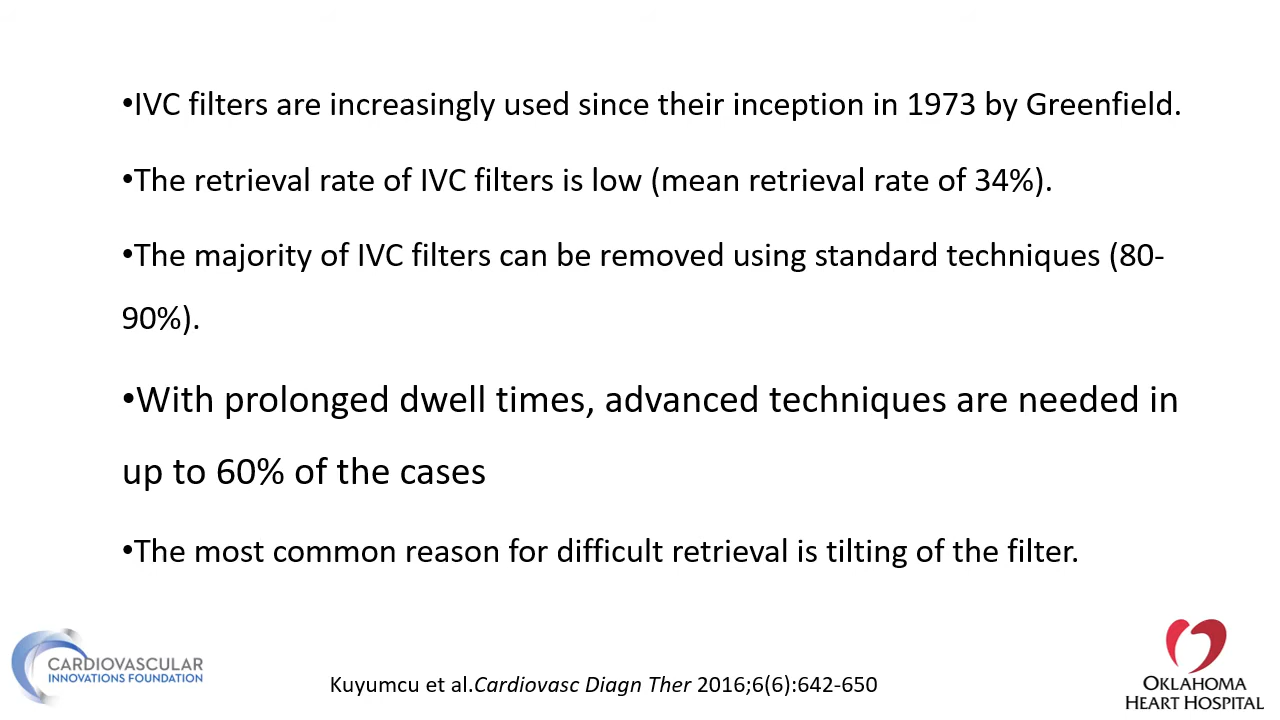 •IVC filters are increasingly used since their inception in 1973 by Greenfield.
•The retrieval rate of IVC filters is low (mean retrieval rate of 34%).
•The majority of IVC filters can be removed using standard techniques (80-
90%).
•With prolonged dwell times, advanced techniques are needed in
up to 60% of the cases
•The most common reason for difficult retrieval is tilting of the filter.
CARDIOVASCULAR
INNOVATIONS FOUNDATION
Kuyumcu et al.Cardiovasc Diagn Ther 2016;6(6):642-650
OKLAHOMA
HEART HOSPITAL